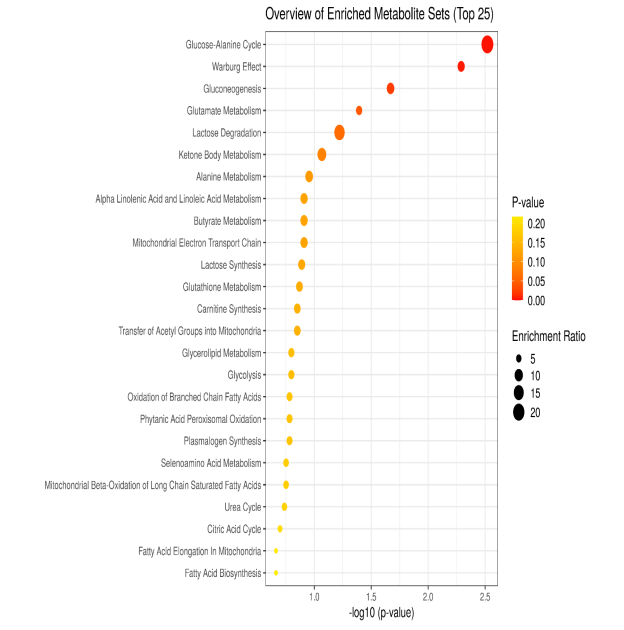 Overview of Enriched Metabolite Sets (Top 25)
Glucose-Alanine Cycle
Warburg Effect
Gluconeogenesis
Glutamate Metabolism
Lactose Degradation
Ketone Body Metabolism
Alanine Metabolism
Alpha Linolenic Acid and Linoleic Acid Metabolism
Butyrate Metabolism
Mitochondrial Electron Transport Chain
Lactose Synthesis
Glutathione Metabolism
Carnitine Synthesis
Transfer of Acetyl Groups into Mitochondria
Glycerolipid Metabolism
Glycolysis
Oxidation of Branched Chain Fatty Acids
Phytanic Acid Peroxisomal Oxidation
Plasmalogen Synthesis
Selenoamino Acid Metabolism
Mitochondrial Beta-Oxidation of Long Chain Saturated Fatty Acids
Urea Cycle
Citric Acid Cycle
Fatty Acid Elongation In Mitochondria
Fatty Acid Biosynthesis
1.0 1.5 2.0 2.5
-log10 (p-value)
P-value
0.20
0.15
0.10
0.05
0.00
Enrichment Ratio
5
10
15
20